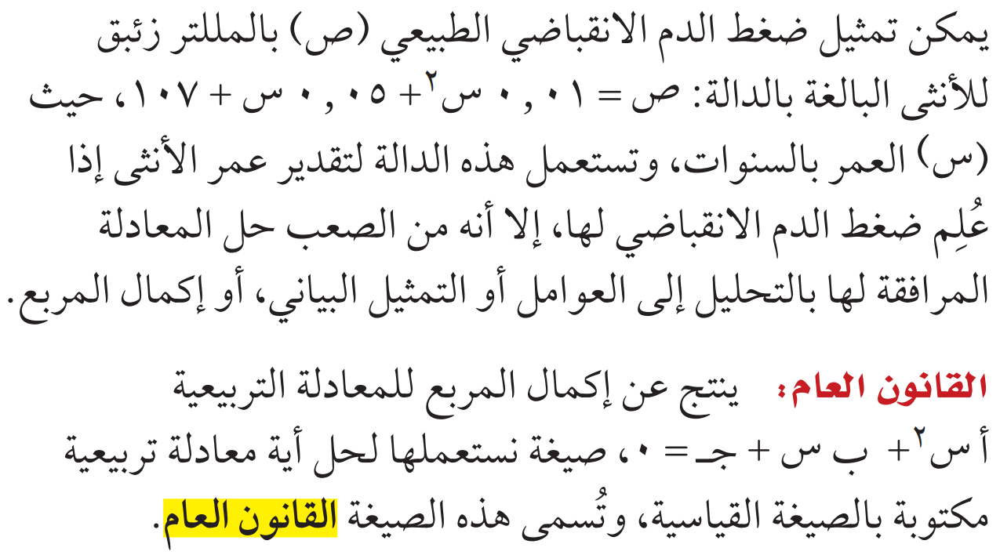 يمكن تمثيل ضغط الدم الانقباضي الطبيعي (ص) بالمللتر زئبق
للأنثى البالغة بالدالة: ص = ٠,٠١ س٢ + ٠,٠٥ س + ١٠٧، حيث
(س) العمر بالسنوات، وتستعمل هذه الدالة لتقدير عمر الأنثى إذا
عُلِم ضغط الدم الانقباضي لها، إلا أنه من الصعب حل المعادلة
المرافقة لها بالتحليل إلى العوامل أو التمثيل البياني، أو إكمال المربع.
القانون العام: ينتج عن إكمال المربع للمعادلة التربيعية
أ س٢ + ب س + جـ = ٠، صيغة نستعملها لحل أية معادلة تربيعية
مكتوبة بالصيغة القياسية، وتُسمى هذه الصيغة القانون العام.